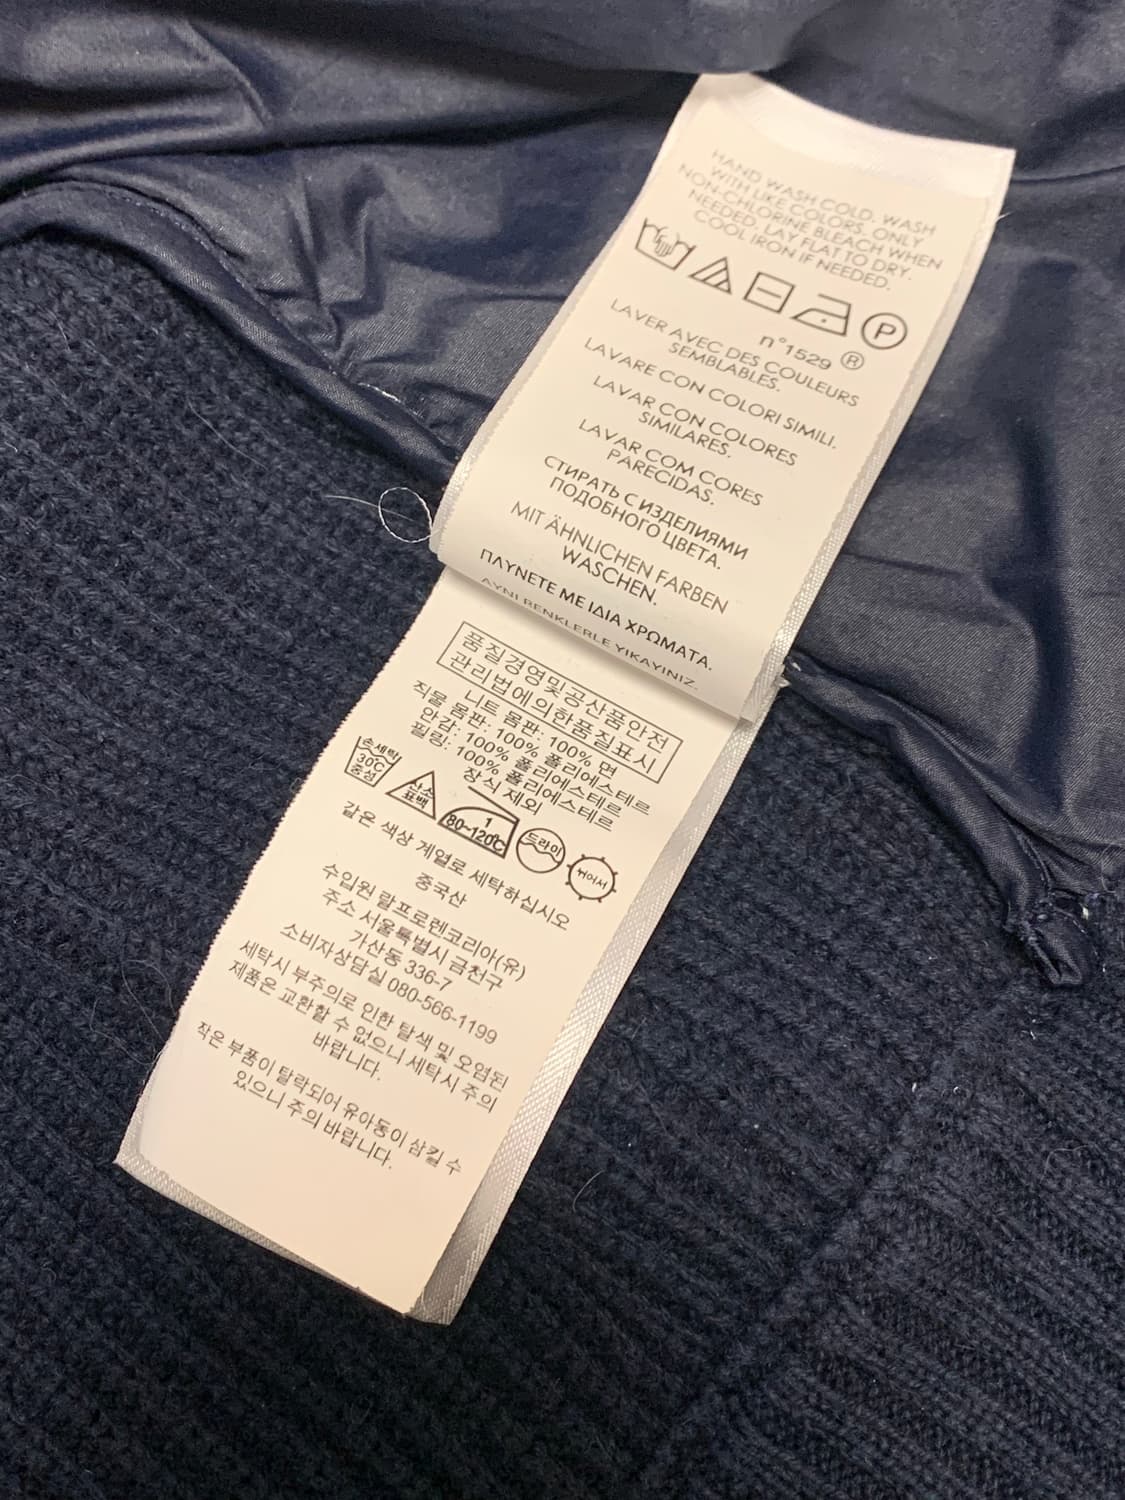 HAND WASH COLD. WASH
WITH LIKE COLORS. ONLY
NON-CHLORINE BLEACH WHEN
NEEDED. LAY FLAT TO DRY.
COOL IRON IF NEEDED.
P
n°1529 ®
LAVER AVEC DES COULEURS
SEMBLABLES.
LAVARE CON COLORI SIMILI.
LAVAR CON COLORES
SIMILARES.
LAVAR COM CORES
PARECIDAS.
СТИРАТЬ С ИЗДЕЛИЯМИ
ПОДОБНОГО ЦВЕТА.
MIT ÄHNLICHEN FARBEN
WASCHEN.
ΠΛΥΝΕΤΕ ΜΕ ΙΔΙΑ ΧΡΩΜΑΤΑ.
AYNI RENKLERLE YIKAYINIZ.
품질경영및공산품안전
관리법에의한품질표시
니트 몸판: 100% 면
직물 몸판: 100% 폴리에스테르
안감: 100% 폴리에스테르
필링: 100% 폴리에스테르
장식 제외
손세탁 30℃ 중성
산소 표백
1 80~120℃
드라이
뉘어서
같은 색상 계열로 세탁하십시오
중국산
수입원 랄프로렌코리아(유)
주소 서울특별시 금천구
가산동 336-7
소비자상담실 080-566-1199
세탁시 부주의로 인한 탈색 및 오염된
제품은 교환할 수 없으니 세탁시 주의
바랍니다.
작은 부품이 탈락되어 유아동이 삼킬 수
있으니 주의 바랍니다.